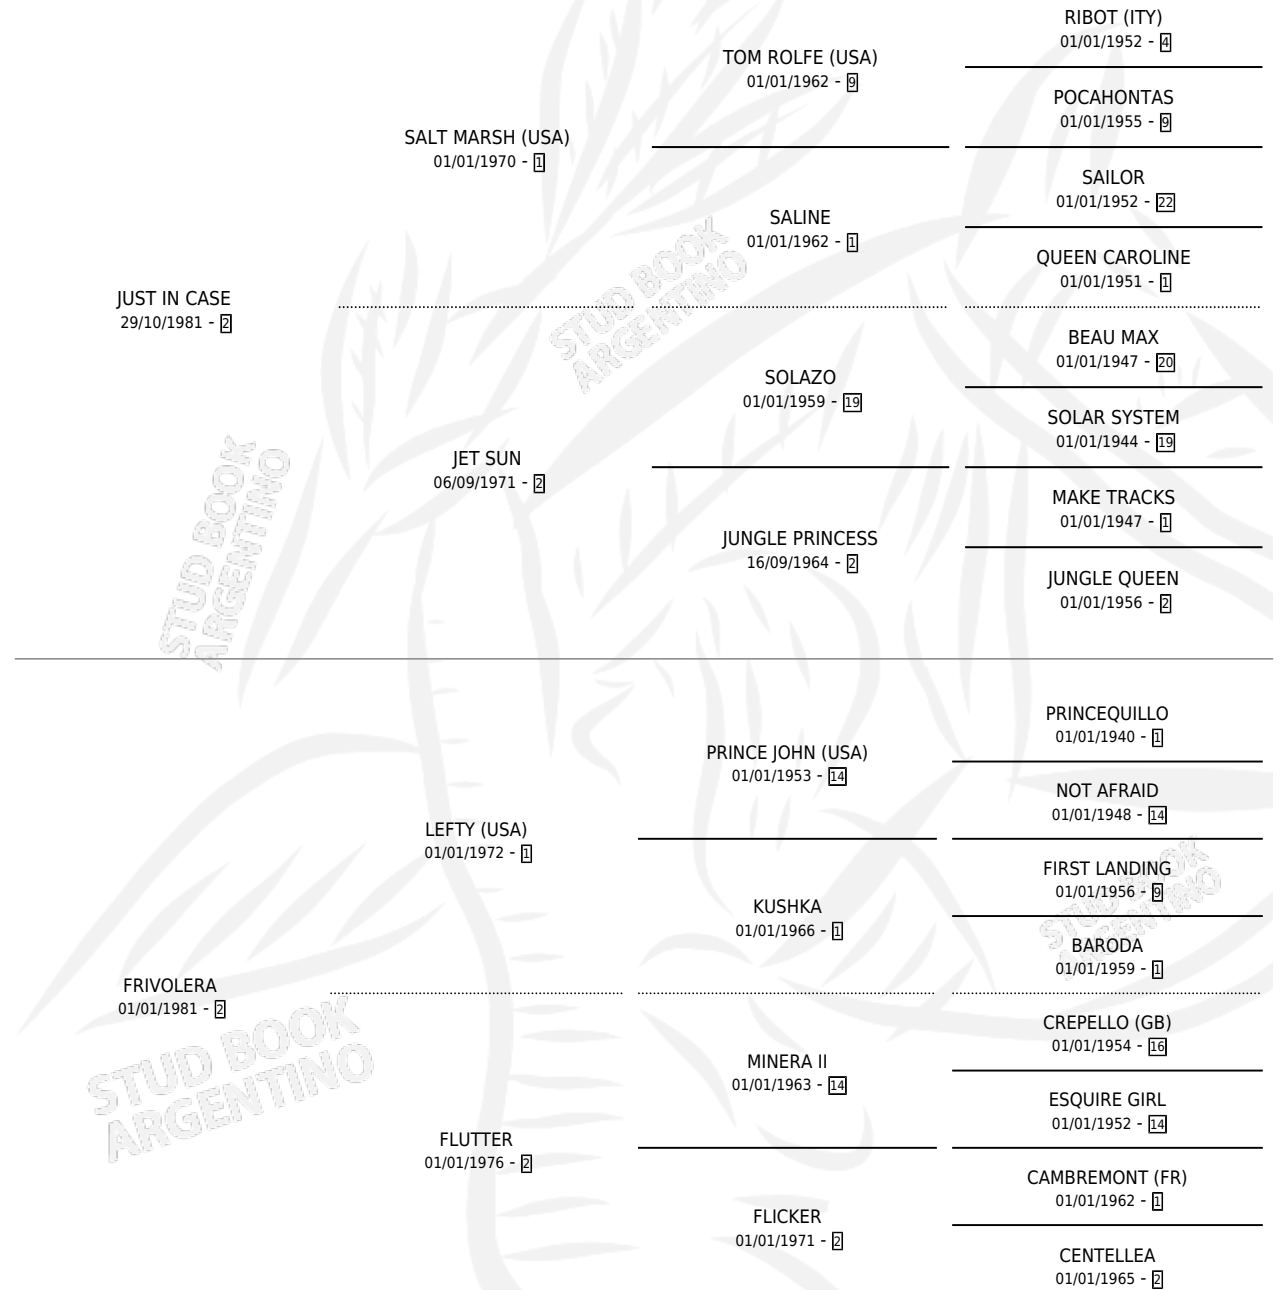 RIBOT (ITY)
01/01/1952 - 4
TOM ROLFE (USA)
01/01/1962 - 9
POCAHONTAS
01/01/1955 - 9
SALT MARSH (USA)
01/01/1970 - 1
SAILOR
01/01/1952 - 22
SALINE
01/01/1962 - 1
QUEEN CAROLINE
01/01/1951 - 1
JUST IN CASE
29/10/1981 - 2
BEAU MAX
01/01/1947 - 20
SOLAZO
01/01/1959 - 19
SOLAR SYSTEM
01/01/1944 - 19
JET SUN
06/09/1971 - 2
MAKE TRACKS
01/01/1947 - 1
JUNGLE PRINCESS
16/09/1964 - 2
JUNGLE QUEEN
01/01/1956 - 2
STUD BOOK
ARGENTINO
STUD BOOK
ARGENTINO
PRINCEQUILLO
01/01/1940 - 1
PRINCE JOHN (USA)
01/01/1953 - 14
NOT AFRAID
01/01/1948 - 14
LEFTY (USA)
01/01/1972 - 1
FIRST LANDING
01/01/1956 - 9
KUSHKA
01/01/1966 - 1
BARODA
01/01/1959 - 1
FRIVOLERA
01/01/1981 - 2
CREPELLO (GB)
01/01/1954 - 16
MINERA II
01/01/1963 - 14
ESQUIRE GIRL
01/01/1952 - 14
FLUTTER
01/01/1976 - 2
CAMBREMONT (FR)
01/01/1962 - 1
FLICKER
01/01/1971 - 2
CENTELLEA
01/01/1965 - 2
STUD BOOK
ARGENTINO
STUD BOOK
ARGENTINO